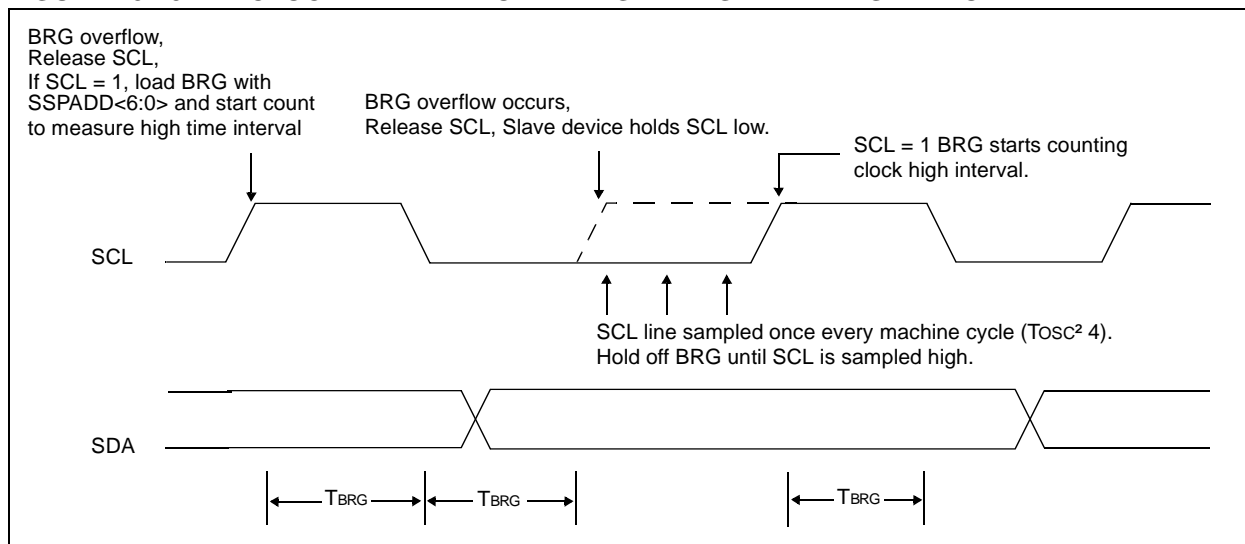 BRG overflow,
Release SCL,
If SCL = 1, load BRG with
SSPADD<6:0> and start count
to measure high time interval
BRG overflow occurs,
Release SCL, Slave device holds SCL low.
SCL = 1 BRG starts counting
clock high interval.
SCL
SCL line sampled once every machine cycle (TOSC² 4).
Hold off BRG until SCL is sampled high.
SDA
TBRG
TBRG
TBRG